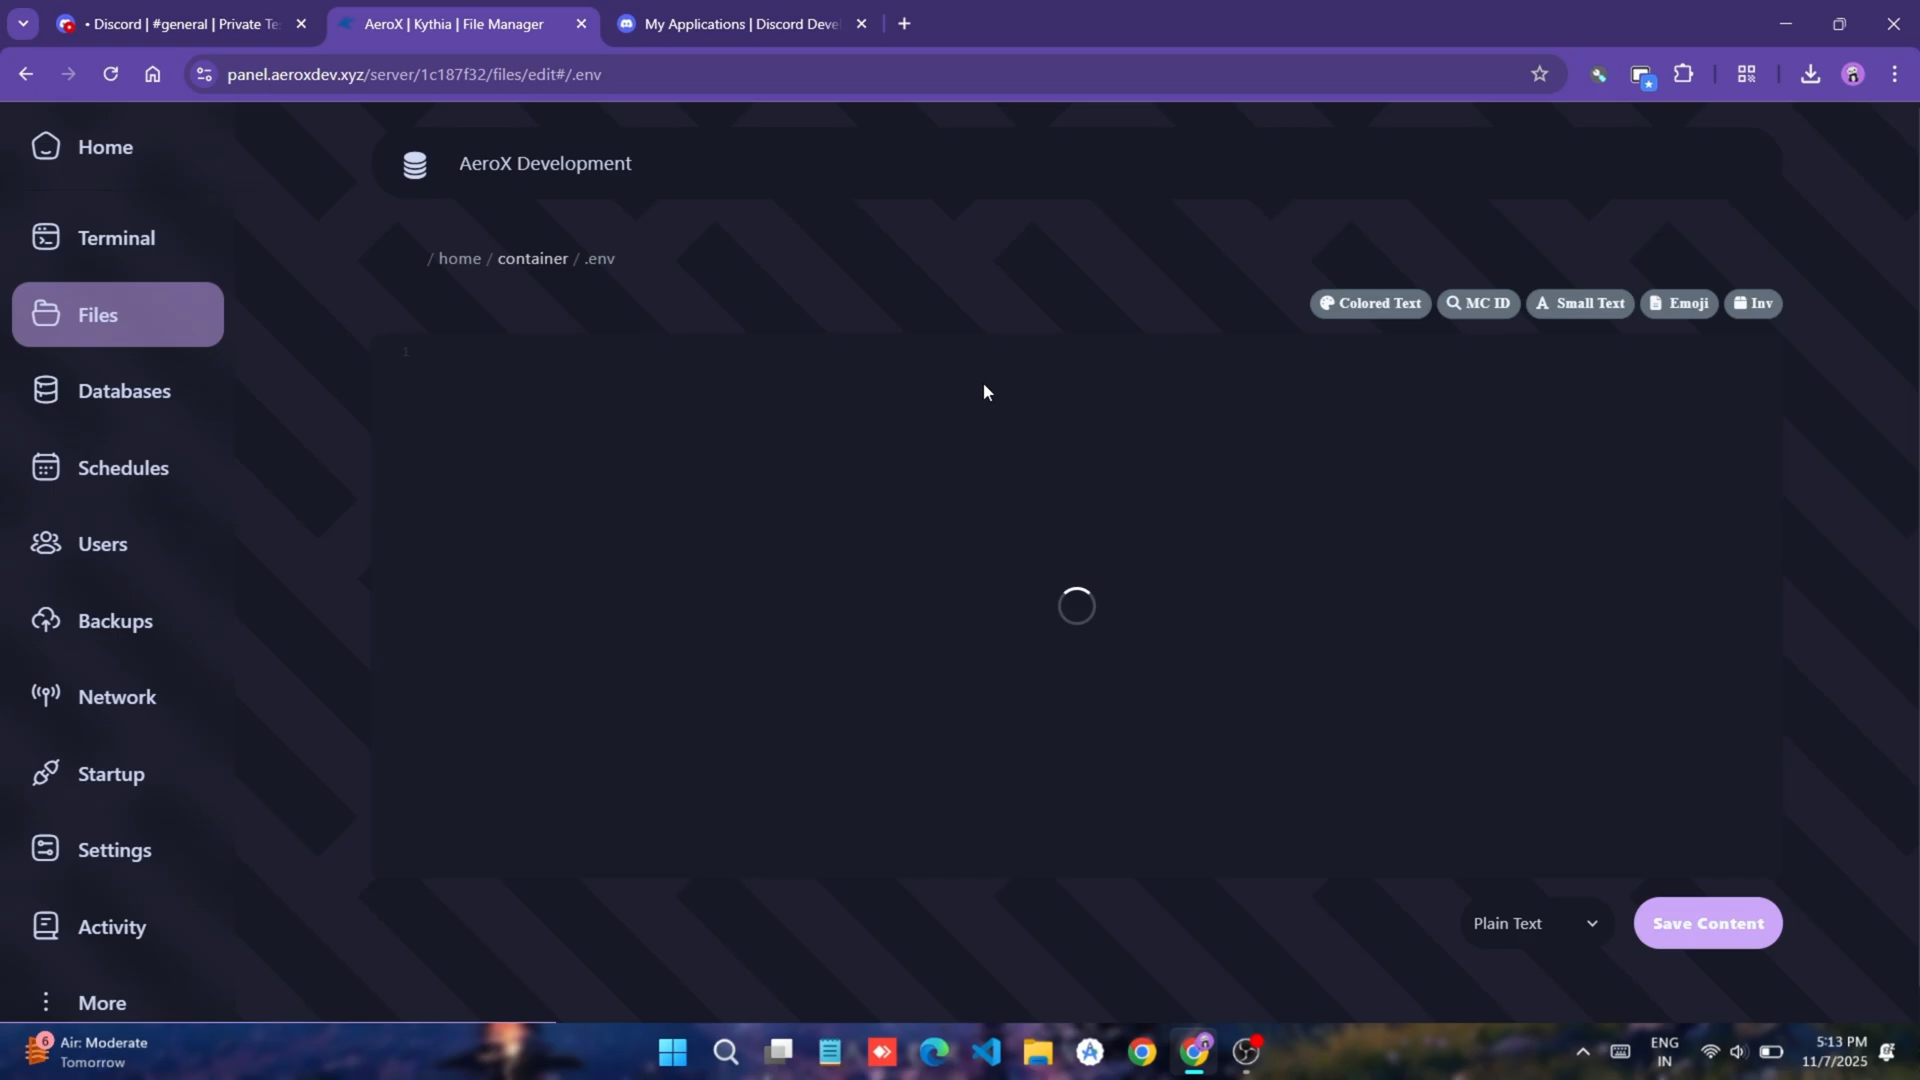 • Discord | #general | Private Te
AeroX | Kythia | File Manager
My Applications | Discord Deve
panel.aeroxdev.xyz/server/1c187f32/files/edit#/.env
Home
Terminal
Files
Databases
Schedules
Users
Backups
Network
Startup
Settings
Activity
More
AeroX Development
/ home / container / .env
Colored Text
MC ID
Small Text
Emoji
Inv
1
Plain Text
Save Content
6
Air: Moderate
Tomorrow
ENG
IN
5:13 PM
11/7/2025